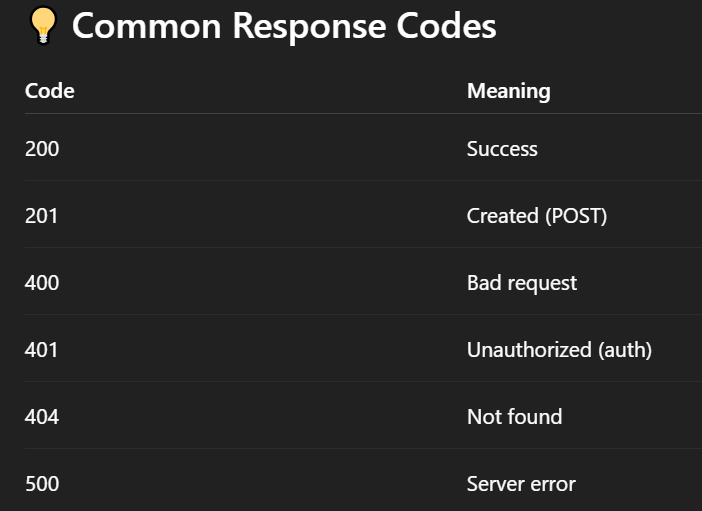 💡 Common Response Codes
Code Meaning
200 Success
201 Created (POST)
400 Bad request
401 Unauthorized (auth)
404 Not found
500 Server error